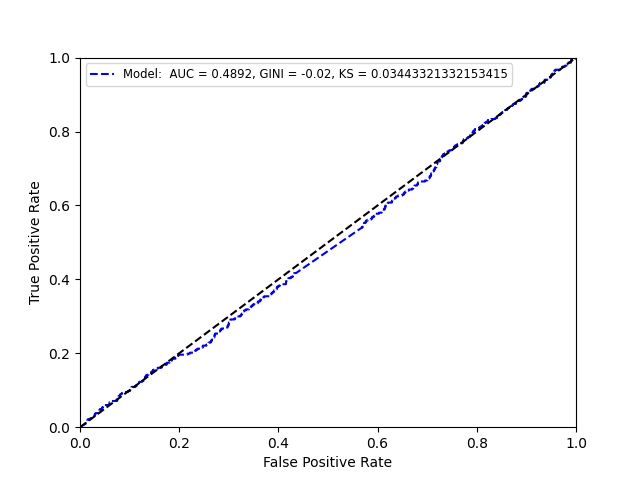 1.0
Model:  AUC = 0.4892, GINI = -0.02, KS = 0.03443321332153415
0.8
0.6
0.4
0.2
0.0
True Positive Rate
0.0 0.2 0.4 0.6 0.8 1.0
False Positive Rate